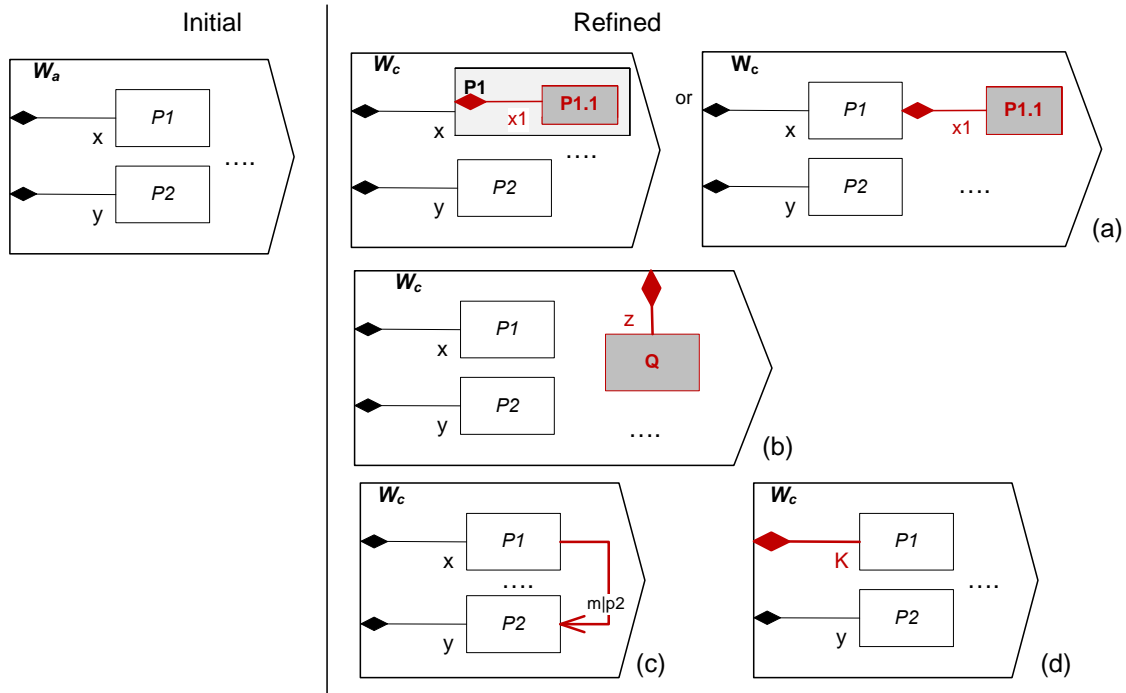 Initial
Refined
Wa
P1
x
P2
y
....
Wc
P1
P1.1
x1
x
P2
y
....
or
Wc
P1
P1.1
x
x1
P2
y
....
(a)
Wc
P1
x
z
Q
P2
y
....
(b)
Wc
P1
x
....
m|p2
P2
y
(c)
Wc
P1
K
....
P2
y
(d)